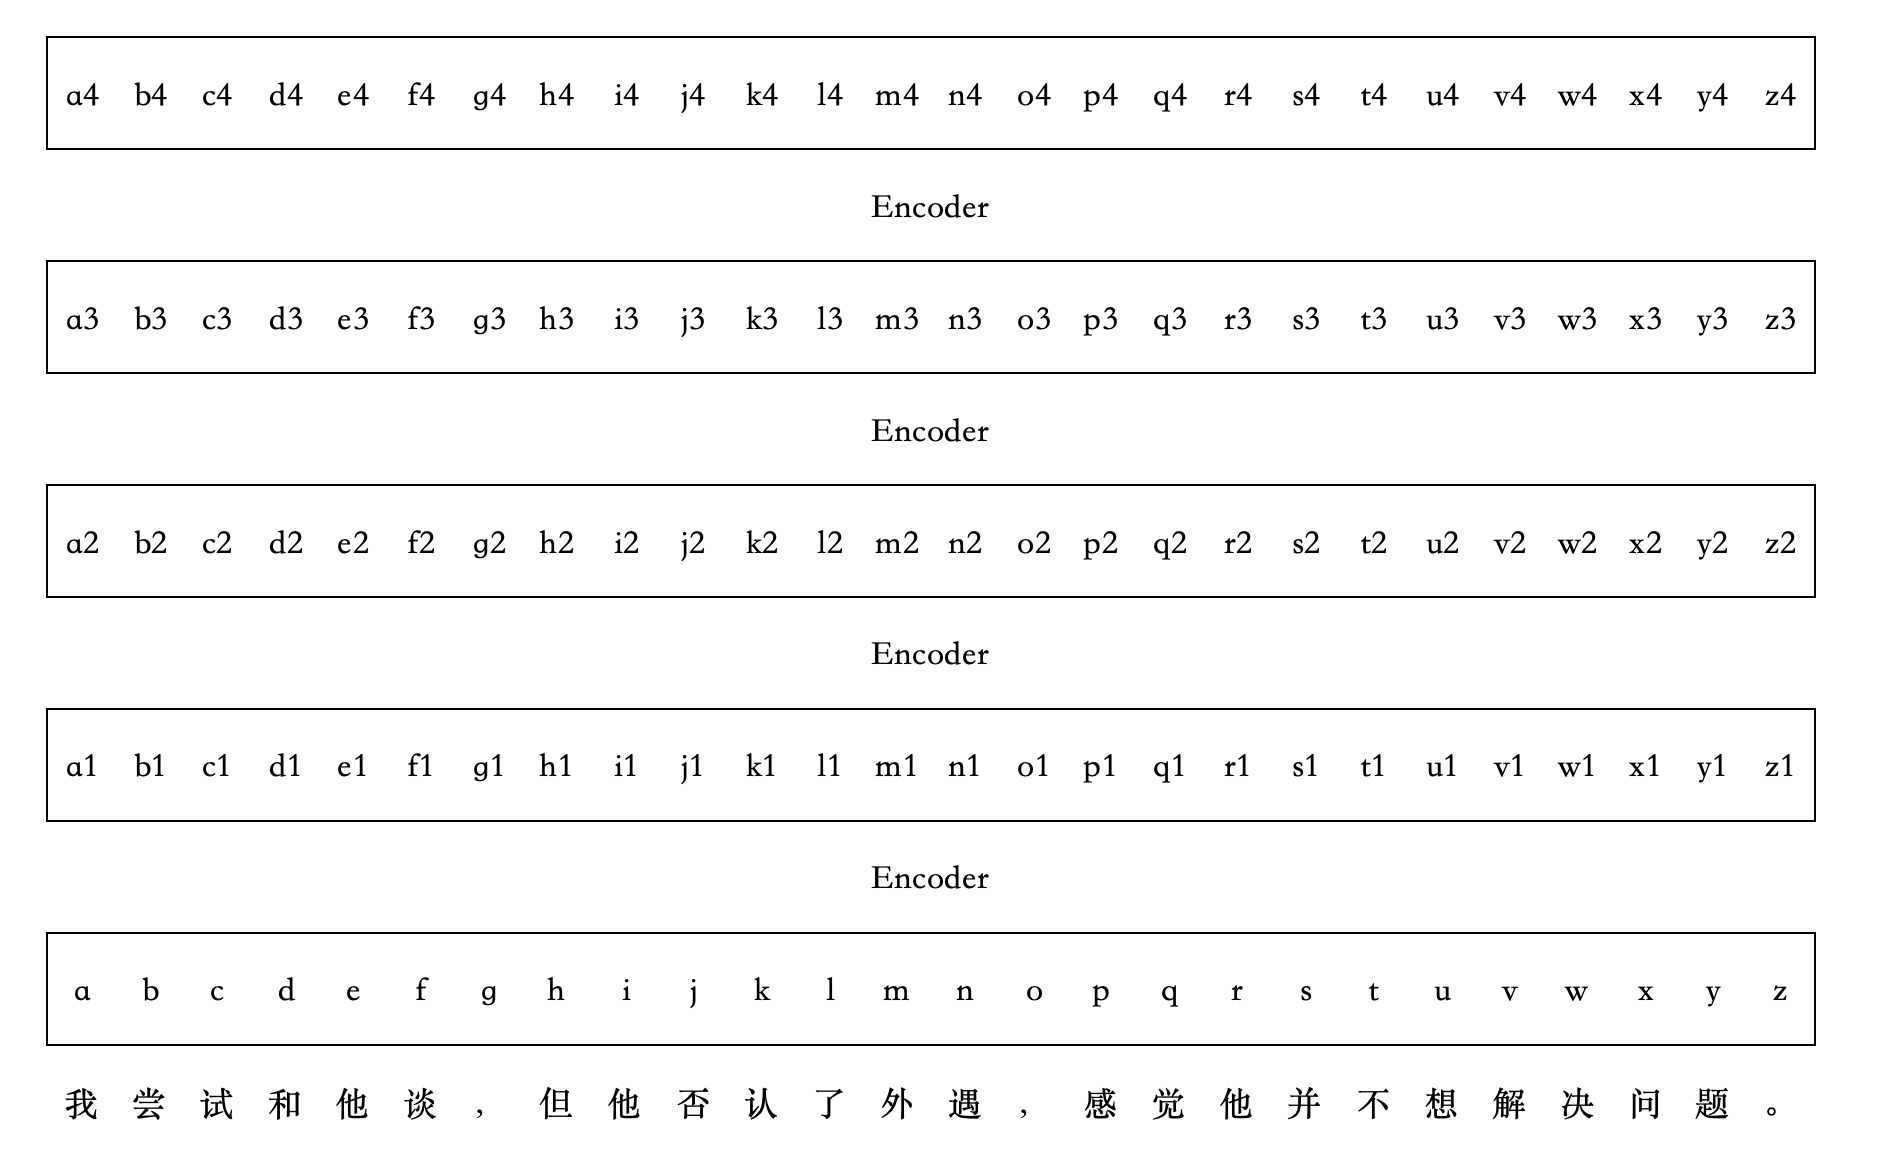 a4 b4 c4 d4 e4 f4 g4 h4 i4 j4 k4 l4 m4 n4 o4 p4 q4 r4 s4 t4 u4 v4 w4 x4 y4 z4
Encoder
a3 b3 c3 d3 e3 f3 g3 h3 i3 j3 k3 l3 m3 n3 o3 p3 q3 r3 s3 t3 u3 v3 w3 x3 y3 z3
Encoder
a2 b2 c2 d2 e2 f2 g2 h2 i2 j2 k2 l2 m2 n2 o2 p2 q2 r2 s2 t2 u2 v2 w2 x2 y2 z2
Encoder
a1 b1 c1 d1 e1 f1 g1 h1 i1 j1 k1 l1 m1 n1 o1 p1 q1 r1 s1 t1 u1 v1 w1 x1 y1 z1
Encoder
a b c d e f g h i j k l m n o p q r s t u v w x y z
我 尝 试 和 他 谈 , 但 他 否 认 了 外 遇 , 感 觉 他 并 不 想 解 决 问 题 。